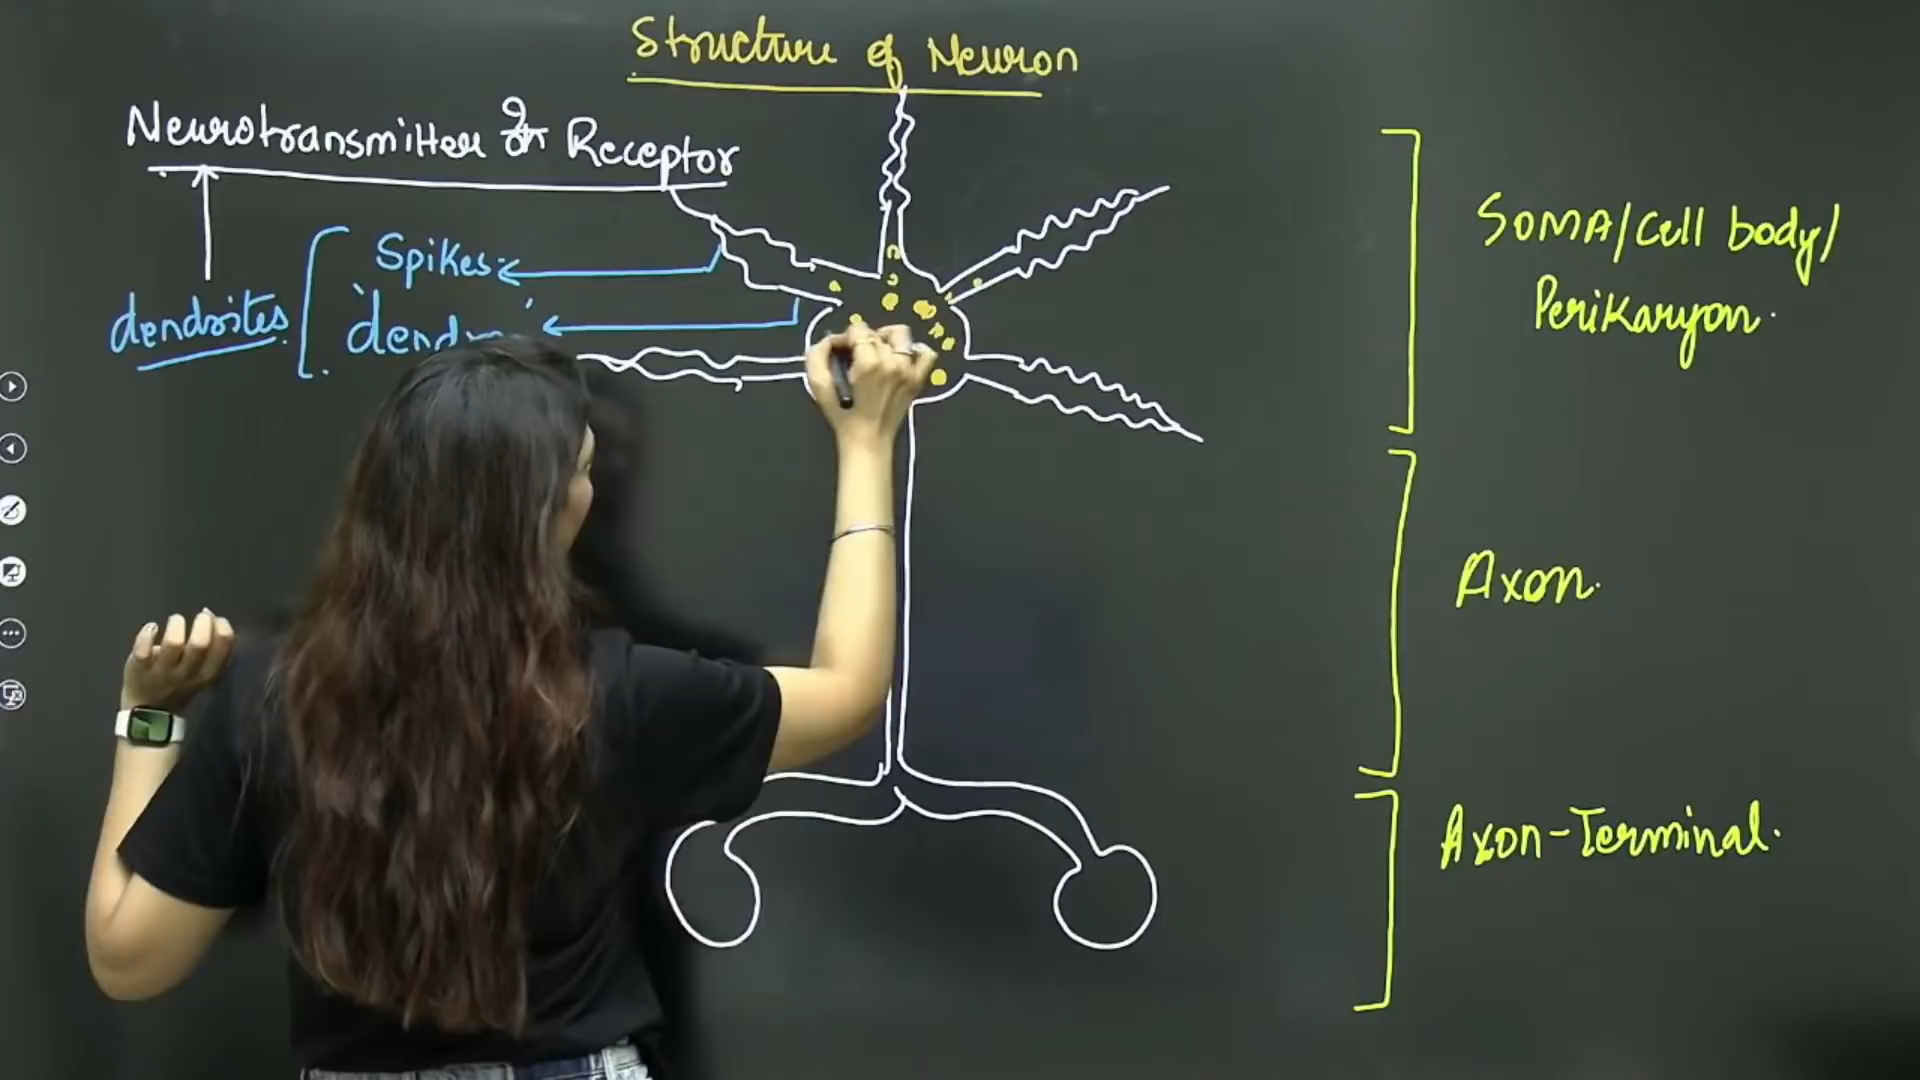 Structure of Neuron
Neurotransmitter Receptor
Spikes
dendrites
SOMA/Cell body/
Perikaryon.
Axon.
Axon-Terminal.